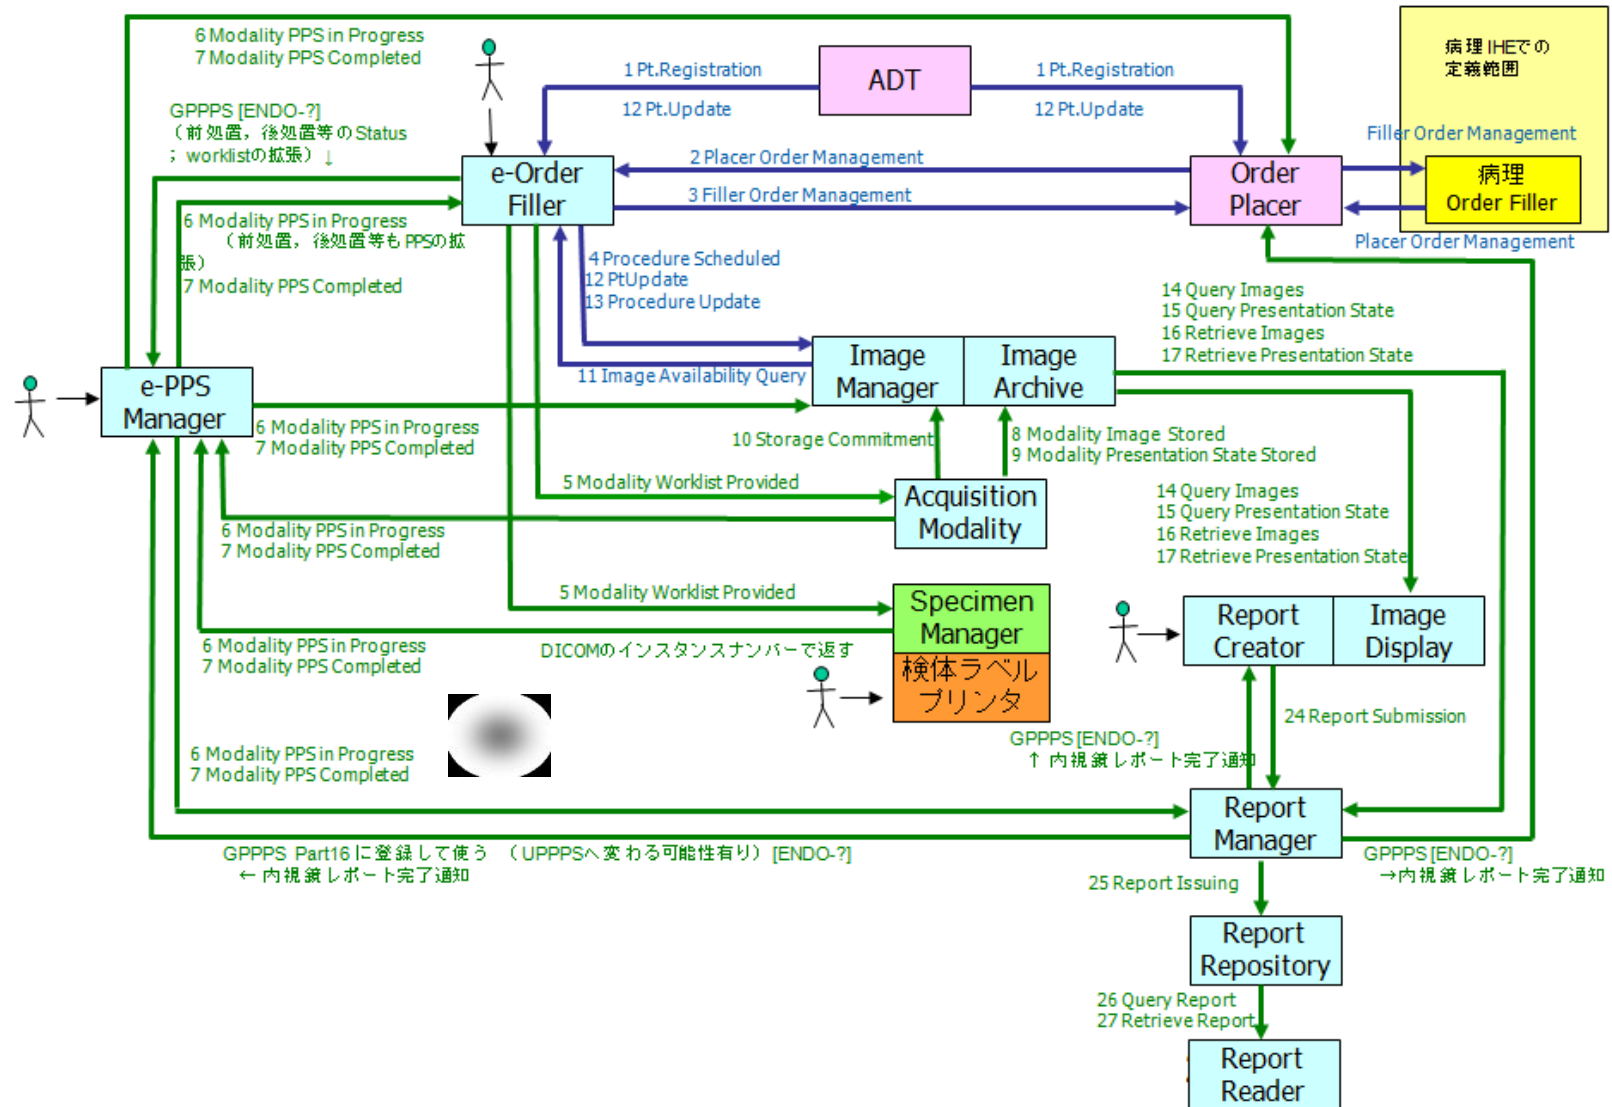 6 Modality PPS in Progress
7 Modality PPS Completed
病理IHEでの
定義範囲
1 Pt.Registration
12 Pt.Update
ADT
1 Pt.Registration
12 Pt.Update
GPPPS [ENDO-?]
（前処置，後処置等のStatus
；worklistの拡張）↓
Filler Order Management
e-Order
Filler
2 Placer Order Management
3 Filler Order Management
Order
Placer
病理
Order Filler
Placer Order Management
6 Modality PPS in Progress
（前処置，後処置等もPPSの拡
張）
7 Modality PPS Completed
4 Procedure Scheduled
12 PtUpdate
13 Procedure Update
14 Query Images
15 Query Presentation State
16 Retrieve Images
17 Retrieve Presentation State
Image
Manager
Image
Archive
11 Image Availability Query
e-PPS
Manager
6 Modality PPS in Progress
7 Modality PPS Completed
10 Storage Commitment
8 Modality Image Stored
9 Modality Presentation State Stored
5 Modality Worklist Provided
Acquisition
Modality
14 Query Images
15 Query Presentation State
16 Retrieve Images
17 Retrieve Presentation State
6 Modality PPS in Progress
7 Modality PPS Completed
5 Modality Worklist Provided
Specimen
Manager
検体ラベル
プリンタ
Report
Creator
Image
Display
6 Modality PPS in Progress
7 Modality PPS Completed
DICOMのインスタンスナンバーで返す
24 Report Submission
GPPPS [ENDO-?]
↑ 内視鏡レポート完了通知
6 Modality PPS in Progress
7 Modality PPS Completed
Report
Manager
GPPPS Part16に登録して使う （UPPPSへ変わる可能性有り）[ENDO-?]
← 内視鏡レポート完了通知
GPPPS [ENDO-?]
→内視鏡レポート完了通知
25 Report Issuing
Report
Repository
26 Query Report
27 Retrieve Report
Report
Reader